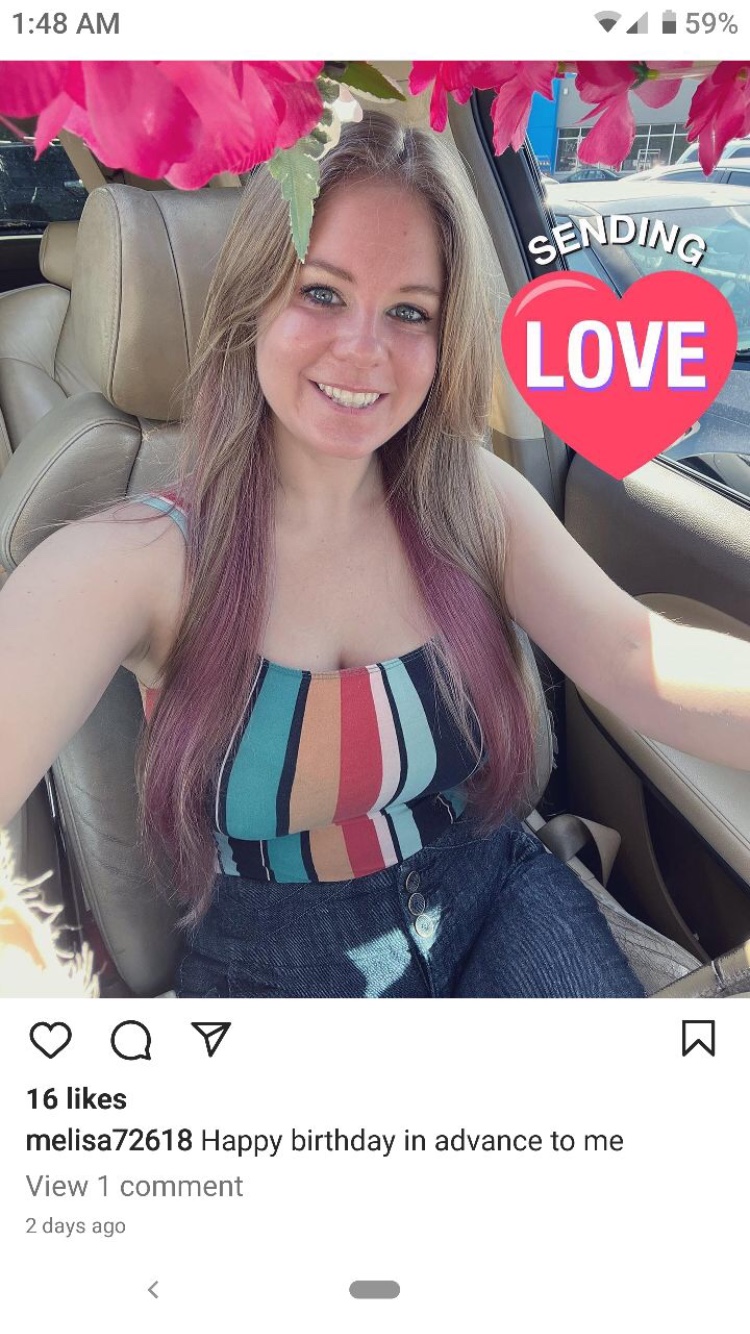 1:48 AM
59%
SENDING
LOVE
16 likes
melisa72618 Happy birthday in advance to me
View 1 comment
2 days ago